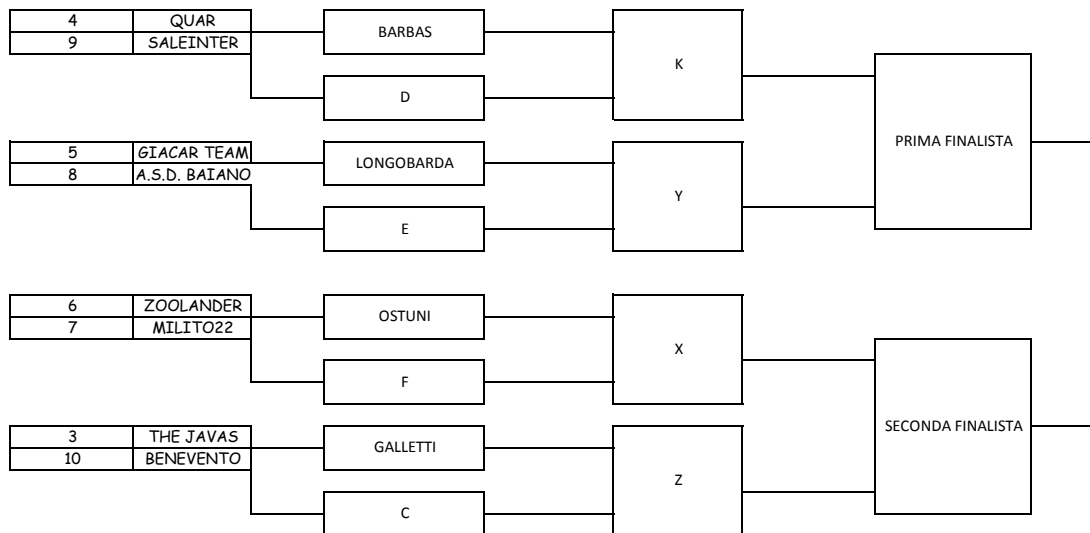 4 QUAR
9 SALEINTER
BARBAS
D
K
5 GIACAR TEAM
8 A.S.D. BAIANO
LONGOBARDA
E
Y
PRIMA FINALISTA
6 ZOOLANDER
7 MILITO22
OSTUNI
F
X
3 THE JAVAS
10 BENEVENTO
GALLETTI
C
Z
SECONDA FINALISTA